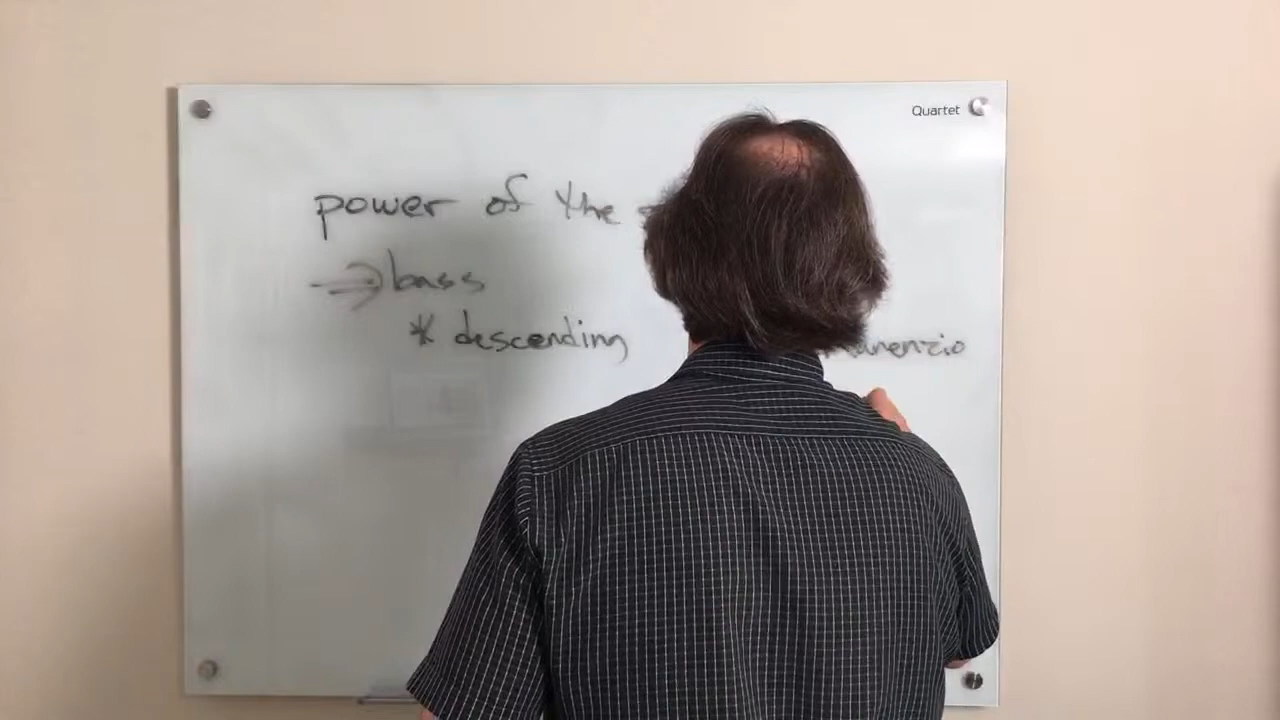 Quartet
power of the
→ bass
* descending